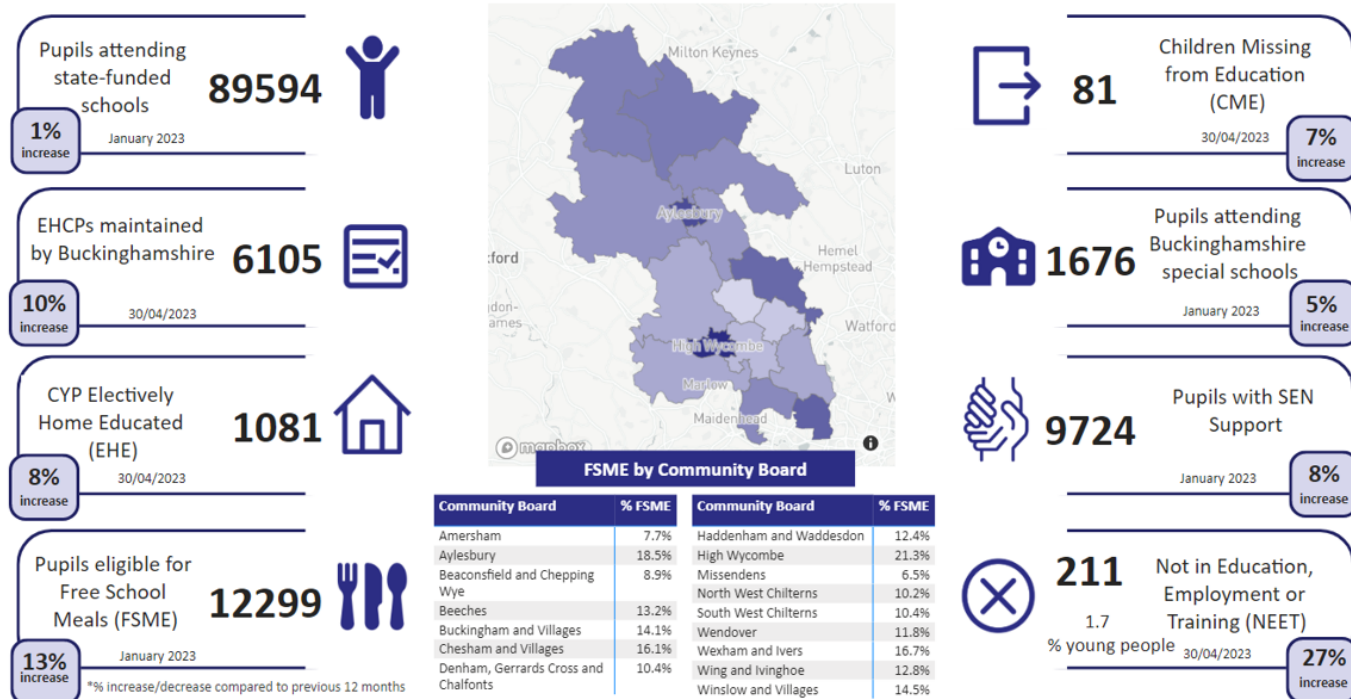 Pupils attending
state-funded
schools
89594
January 2023
1%
increase
EHCPs maintained
by Buckinghamshire
6105
30/04/2023
10%
increase
CYP Electively
Home Educated
(EHE)
1081
30/04/2023
8%
increase
Pupils eligible for
Free School
Meals (FSME)
12299
January 2023
13%
increase
*% increase/decrease compared to previous 12 months
Milton Keynes
Luton
Aylesbury
Hemel
Hempstead
xford
gdon-
ames
Watford
High Wycombe
Marlow
Maidenhead
W
mapbox
i
FSME by Community Board
Community Board % FSME
Amersham 7.7%
Aylesbury 18.5%
Beaconsfield and Chepping 8.9%
Wye
Beeches 13.2%
Buckingham and Villages 14.1%
Chesham and Villages 16.1%
Denham, Gerrards Cross and 10.4%
Chalfonts
Community Board % FSME
Haddenham and Waddesdon 12.4%
High Wycombe 21.3%
Missendens 6.5%
North West Chilterns 10.2%
South West Chilterns 10.4%
Wendover 11.8%
Wexham and Ivers 16.7%
Wing and Ivinghoe 12.8%
Winslow and Villages 14.5%
81
Children Missing
from Education
(CME)
30/04/2023
7%
increase
1676
Pupils attending
Buckinghamshire
special schools
January 2023
5%
increase
9724
Pupils with SEN
Support
January 2023
8%
increase
211
1.7
% young people
Not in Education,
Employment or
Training (NEET)
30/04/2023
27%
increase